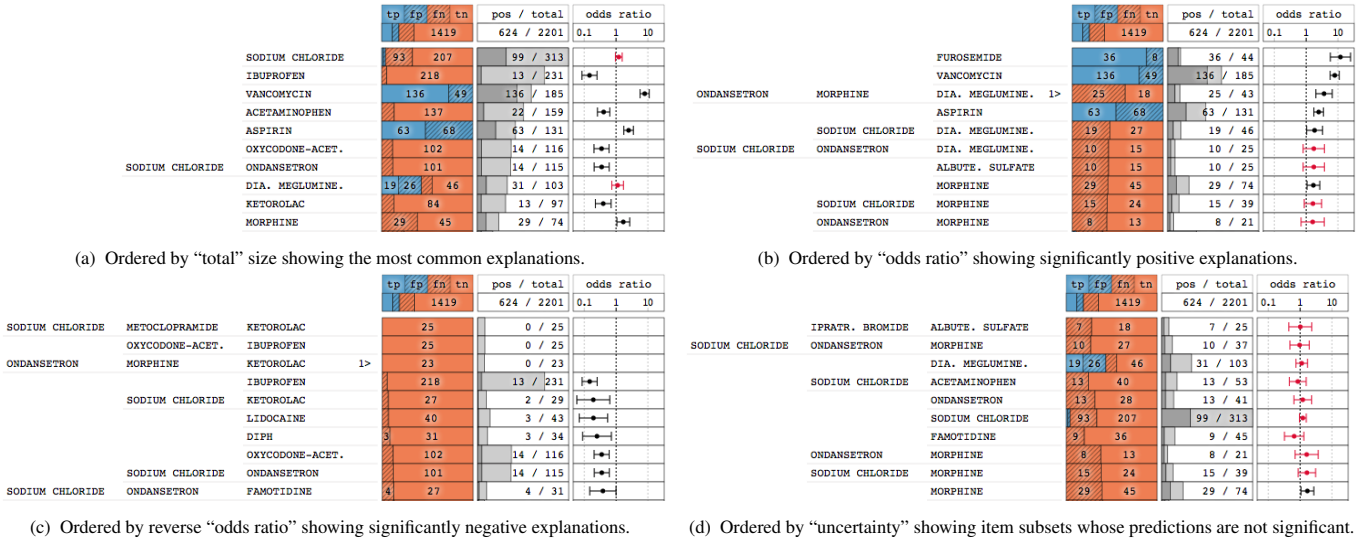 tp fp fn tn pos / total odds ratio
1419 624 / 2201 0.1 1 10
SODIUM CHLORIDE 93 207 99 / 313
IBUPROFEN 218 13 / 231
VANCOMYCIN 136 49 136 / 185
ACETAMINOPHEN 137 22 / 159
ASPIRIN 63 68 63 / 131
OXYCODONE-ACET. 102 14 / 116
SODIUM CHLORIDE ONDANSETRON 101 14 / 115
DIA. MEGLUMINE. 19 26 46 31 / 103
KETOROLAC 84 13 / 97
MORPHINE 29 45 29 / 74
(a) Ordered by “total” size showing the most common explanations.
tp fp fn tn pos / total odds ratio
1419 624 / 2201 0.1 1 10
FUROSEMIDE 36 8 36 / 44
VANCOMYCIN 136 49 136 / 185
ONDANSETRON MORPHINE DIA. MEGLUMINE. 1> 25 18 25 / 43
ASPIRIN 63 68 63 / 131
SODIUM CHLORIDE DIA. MEGLUMINE. 19 27 19 / 46
SODIUM CHLORIDE ONDANSETRON DIA. MEGLUMINE. 10 15 10 / 25
ALBUTE. SULFATE 10 15 10 / 25
MORPHINE 29 45 29 / 74
SODIUM CHLORIDE MORPHINE 15 24 15 / 39
ONDANSETRON MORPHINE 8 13 8 / 21
(b) Ordered by “odds ratio” showing significantly positive explanations.
tp fp fn tn pos / total odds ratio
1419 624 / 2201 0.1 1 10
SODIUM CHLORIDE METOCLOPRAMIDE KETOROLAC 25 0 / 25
OXYCODONE-ACET. IBUPROFEN 25 0 / 25
ONDANSETRON MORPHINE KETOROLAC 1> 23 0 / 23
IBUPROFEN 218 13 / 231
SODIUM CHLORIDE KETOROLAC 27 2 / 29
LIDOCAINE 40 3 / 43
DIPH 3 31 3 / 34
OXYCODONE-ACET. 102 14 / 116
SODIUM CHLORIDE ONDANSETRON 101 14 / 115
SODIUM CHLORIDE ONDANSETRON FAMOTIDINE 4 27 4 / 31
(c) Ordered by reverse “odds ratio” showing significantly negative explanations.
tp fp fn tn pos / total odds ratio
1419 624 / 2201 0.1 1 10
IPRATR. BROMIDE ALBUTE. SULFATE 7 18 7 / 25
SODIUM CHLORIDE ONDANSETRON MORPHINE 10 27 10 / 37
DIA. MEGLUMINE. 19 26 46 31 / 103
SODIUM CHLORIDE ACETAMINOPHEN 13 40 13 / 53
ONDANSETRON 13 28 13 / 41
SODIUM CHLORIDE 93 207 99 / 313
FAMOTIDINE 9 36 9 / 45
ONDANSETRON MORPHINE 8 13 8 / 21
SODIUM CHLORIDE MORPHINE 15 24 15 / 39
MORPHINE 29 45 29 / 74
(d) Ordered by “uncertainty” showing item subsets whose predictions are not significant.